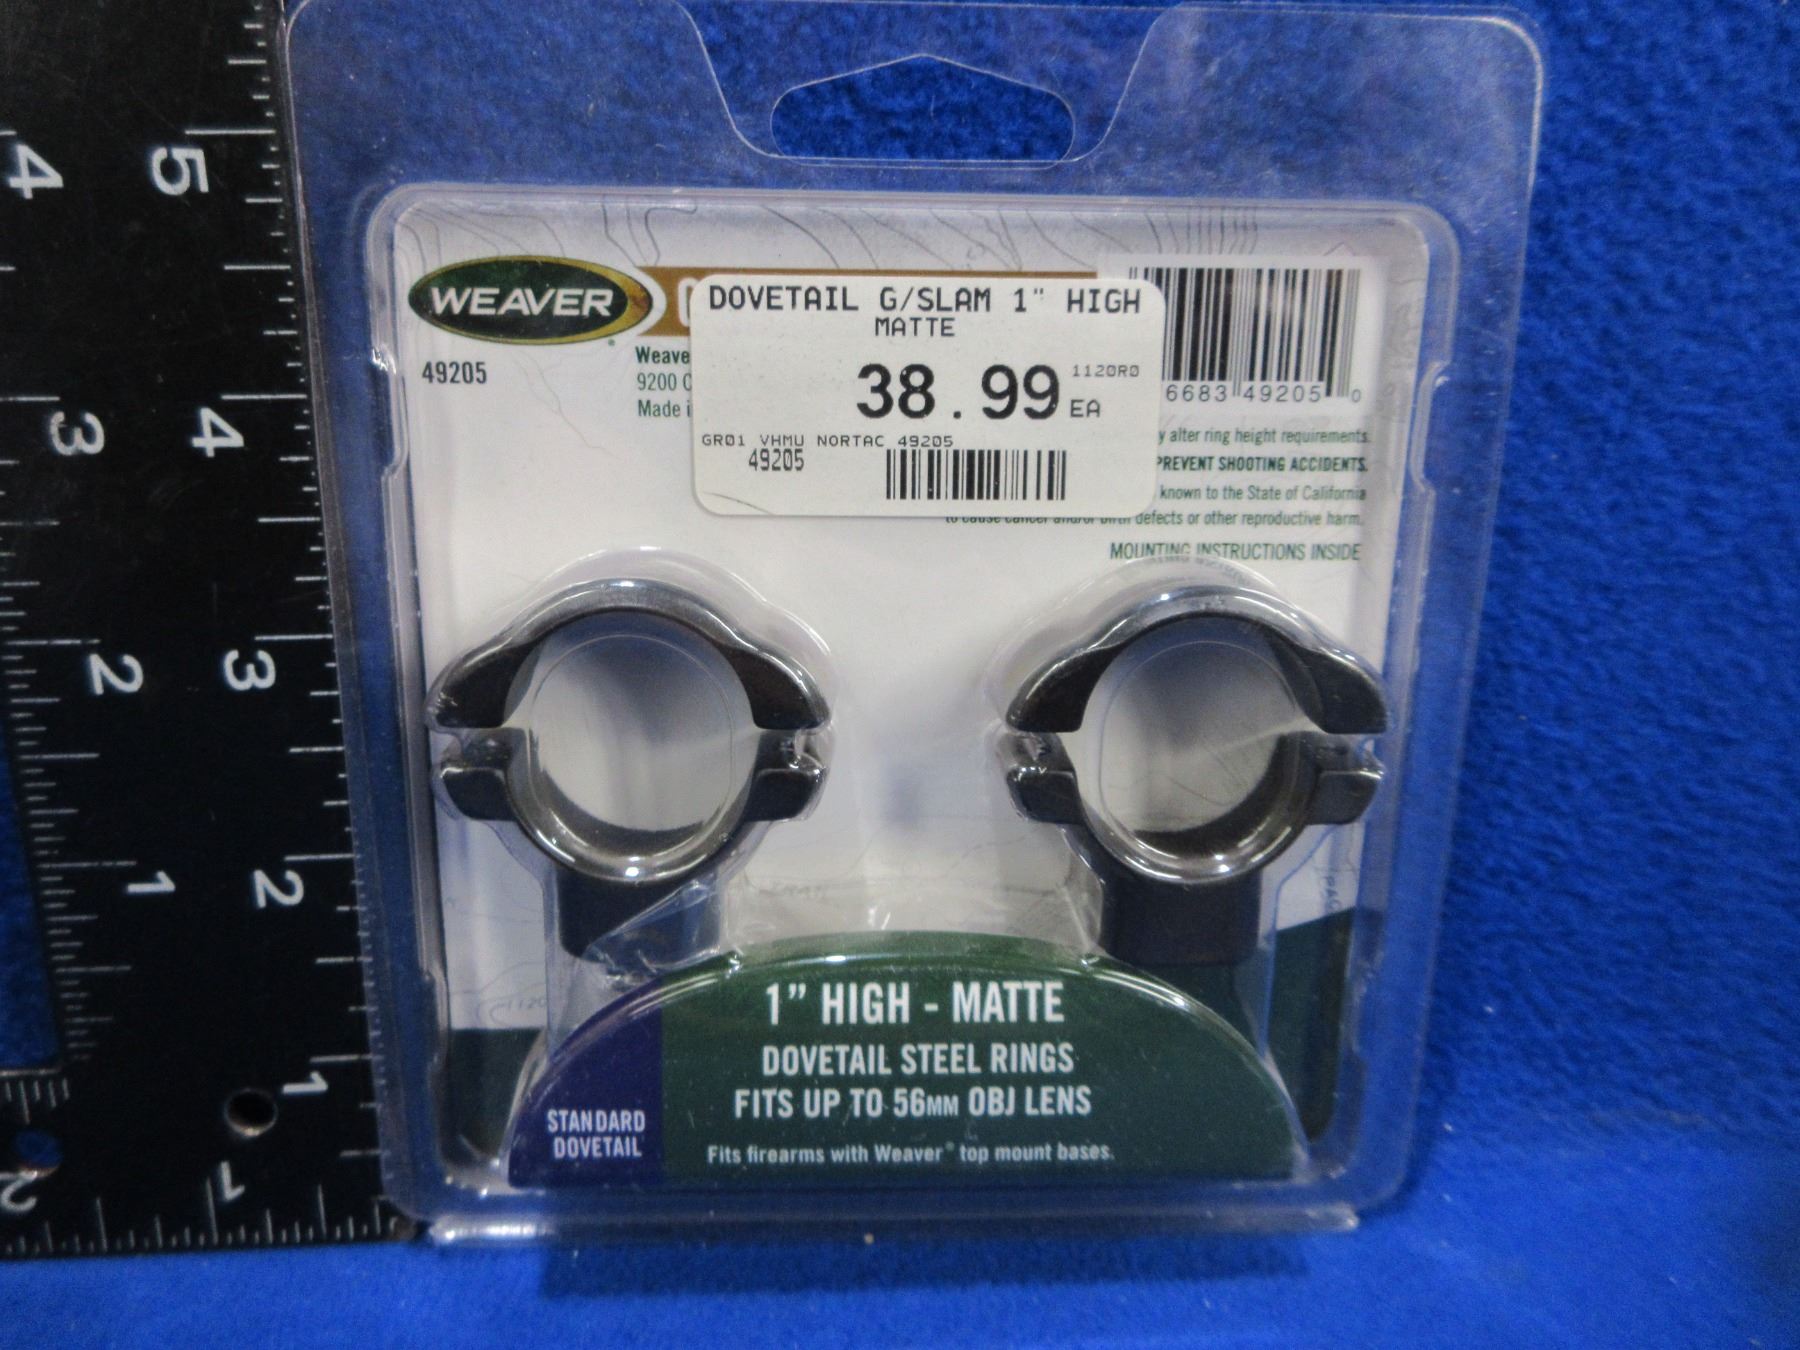 WEAVER
49205
Weave
9200 C
Made i
DOVETAIL G/SLAM 1" HIGH
MATTE
38.99 EA
1120R0
GR01 VHMU NORTAC 49205
49205
6683 49205 0
y alter ring height requirements.
PREVENT SHOOTING ACCIDENTS.
known to the State of California
to cause cancer and/or birth defects or other reproductive harm.
MOUNTING INSTRUCTIONS INSIDE
1” HIGH - MATTE
DOVETAIL STEEL RINGS
FITS UP TO 56MM OBJ LENS
Fits firearms with Weaver® top mount bases.
STANDARD
DOVETAIL
4 5
3 4
2 3
1 2
1
1
2